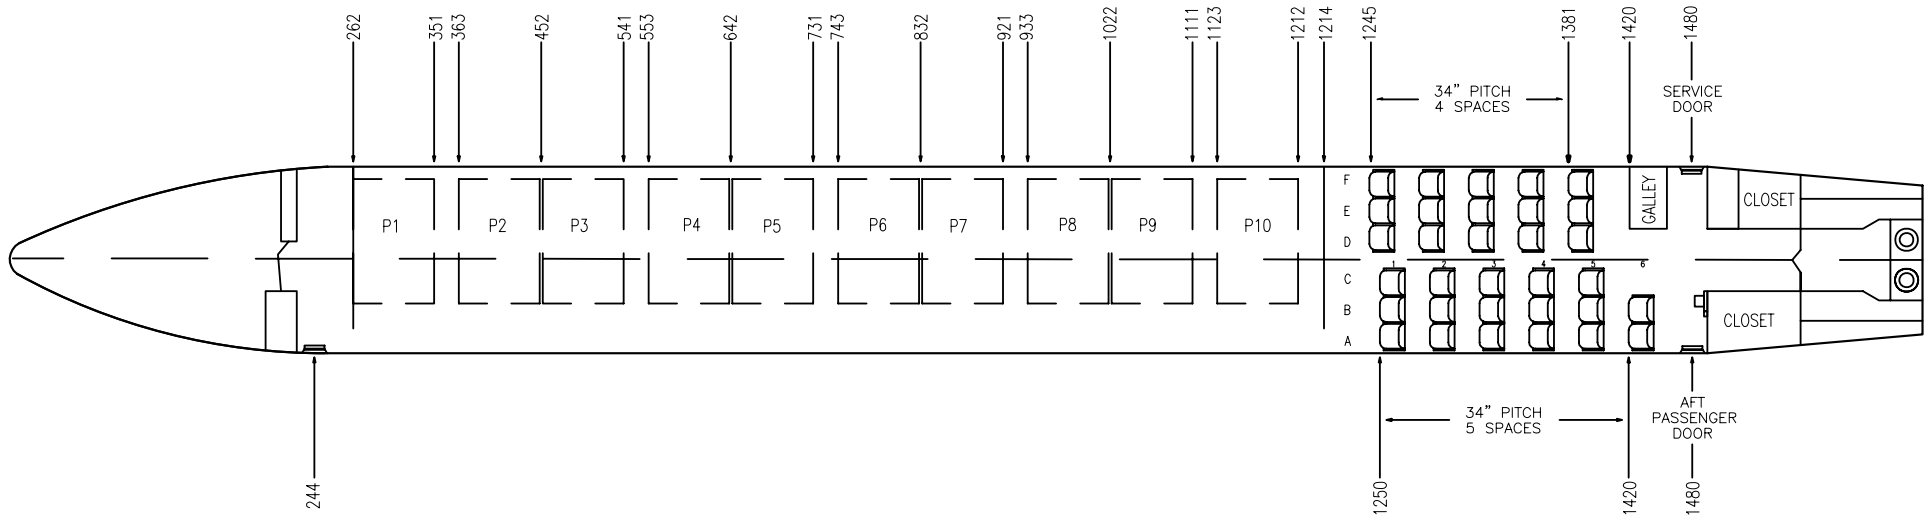 262
351
363
452
541
553
642
731
743
832
921
933
1022
1111
1123
1212
1214
1245
1381
1420
1480
34” PITCH
4 SPACES
SERVICE
DOOR
F
E
D
P1
P2
P3
P4
P5
P6
P7
P8
P9
P10
GALLEY
CLOSET
1
2
3
4
5
6
C
B
A
CLOSET
34” PITCH
5 SPACES
AFT
PASSENGER
DOOR
244
1250
1420
1480